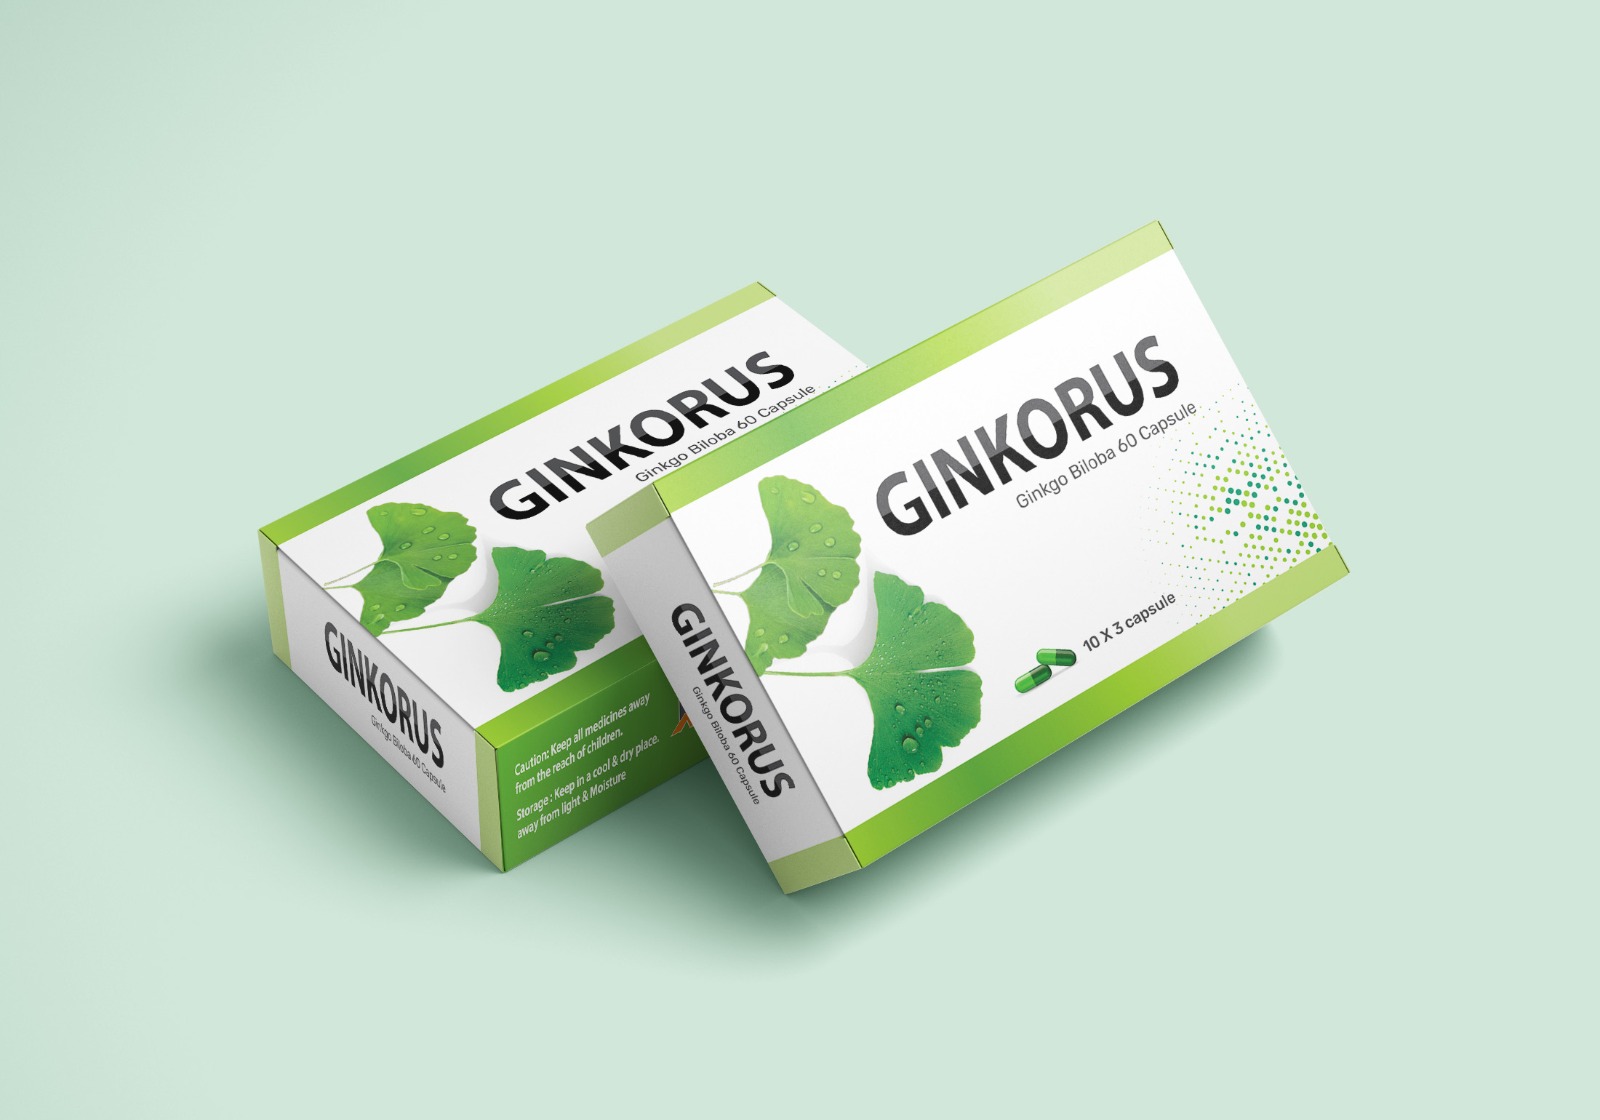 GINKORUS
Ginkgo Biloba 60 Capsule
GINKORUS
Ginkgo Biloba 60 Capsule
Caution: Keep all medicines away
from the reach of children.
Storage : Keep in a cool & dry place.
away from light & Moisture
GINKORUS
Ginkgo Biloba 60 Capsule
10 X 3 capsule
GINKORUS
Ginkgo Biloba 60 Capsule